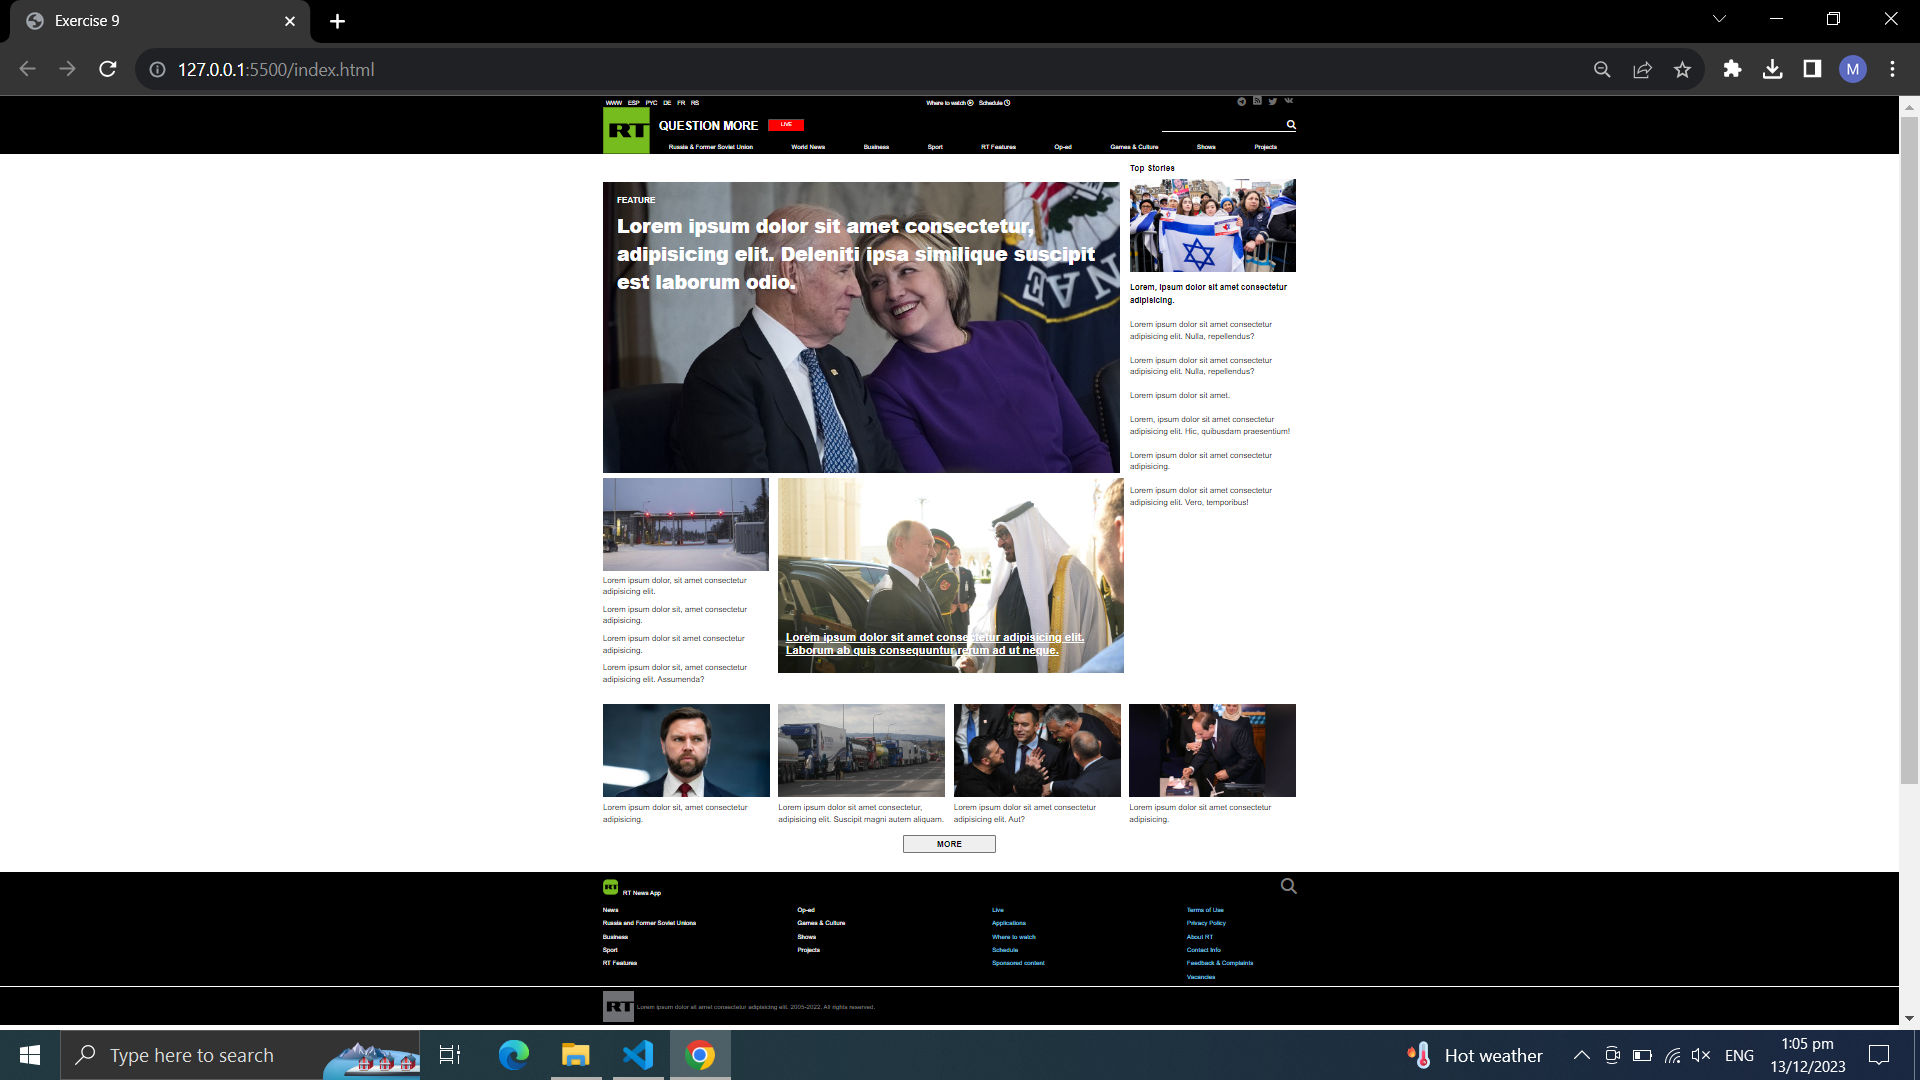 Exercise 9
127.0.0.1:5500/index.html
M
WWW ESP РУС DE FR RS
Where to watch Schedule
RT QUESTION MORE LIVE
Russia & Former Soviet Union World News Business Sport RT Features Op-ed Games & Culture Shows Projects
FEATURE
Lorem ipsum dolor sit amet consectetur,
adipisicing elit. Deleniti ipsa similique suscipit
est laborum odio.
Top Stories
Lorem, ipsum dolor sit amet consectetur
adipisicing.
Lorem ipsum dolor sit amet consectetur
adipisicing elit. Nulla, repellendus?
Lorem ipsum dolor sit amet consectetur
adipisicing elit. Nulla, repellendus?
Lorem ipsum dolor sit amet.
Lorem, ipsum dolor sit amet consectetur
adipisicing elit. Hic, quibusdam praesentium!
Lorem ipsum dolor sit amet consectetur
adipisicing.
Lorem ipsum dolor sit amet consectetur
adipisicing elit. Vero, temporibus!
Lorem ipsum dolor, sit amet consectetur
adipisicing elit.
Lorem ipsum dolor sit, amet consectetur
adipisicing.
Lorem ipsum dolor sit amet consectetur
adipisicing.
Lorem ipsum dolor sit, amet consectetur
adipisicing elit. Assumenda?
Lorem ipsum dolor sit amet consectetur adipisicing elit.
Laborum ab quis consequuntur rerum ad ut neque.
Lorem ipsum dolor sit, amet consectetur
adipisicing.
Lorem ipsum dolor sit amet consectetur,
adipisicing elit. Suscipit magni autem aliquam.
Lorem ipsum dolor sit amet consectetur
adipisicing elit. Aut?
Lorem ipsum dolor sit amet consectetur
adipisicing.
MORE
RT RT News App
News
Russia and Former Soviet Unions
Business
Sport
RT Features
Op-ed
Games & Culture
Shows
Projects
Live
Applications
Where to watch
Schedule
Sponsored content
Terms of Use
Privacy Policy
About RT
Contact Info
Feedback & Complaints
Vacancies
RT Lorem ipsum dolor sit amet consectetur adipisicing elit. 2005-2022. All rights reserved.
Type here to search
Hot weather
ENG
1:05 pm
13/12/2023